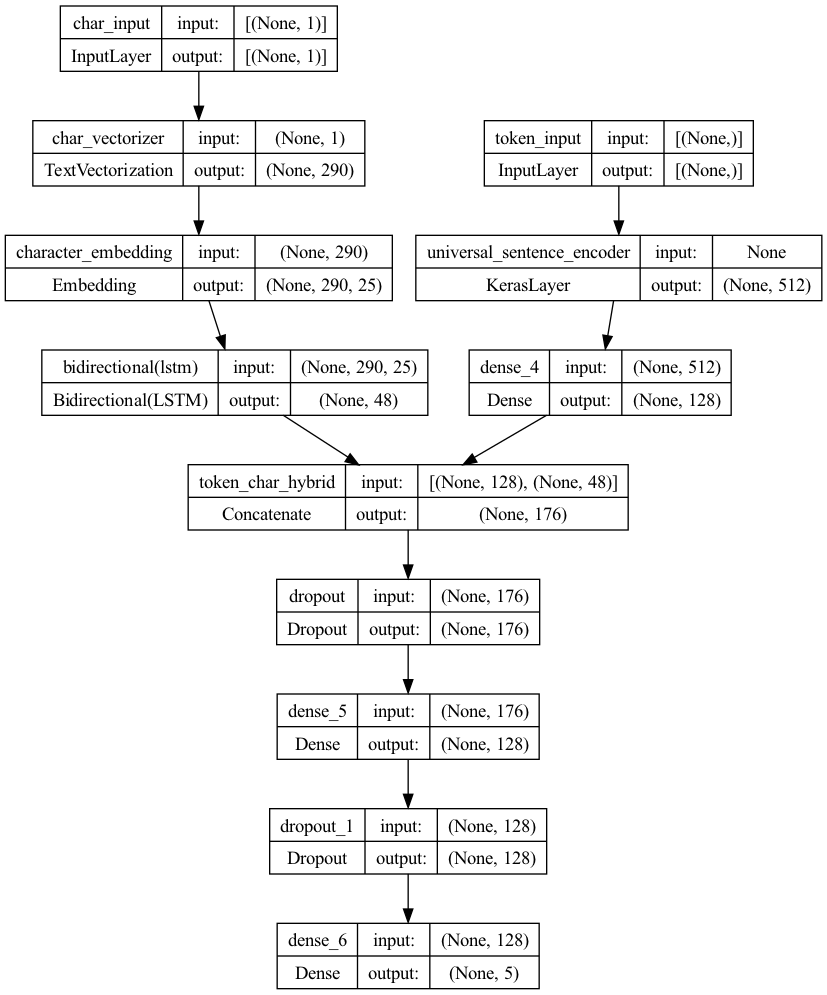 char_input input: [(None, 1)]
InputLayer output: [(None, 1)]
char_vectorizer input: (None, 1)
TextVectorization output: (None, 290)
token_input input: [(None,)]
InputLayer output: [(None,)]
character_embedding input: (None, 290)
Embedding output: (None, 290, 25)
universal_sentence_encoder input: None
KerasLayer output: (None, 512)
bidirectional(lstm) input: (None, 290, 25)
Bidirectional(LSTM) output: (None, 48)
dense_4 input: (None, 512)
Dense output: (None, 128)
token_char_hybrid input: [(None, 128), (None, 48)]
Concatenate output: (None, 176)
dropout input: (None, 176)
Dropout output: (None, 176)
dense_5 input: (None, 176)
Dense output: (None, 128)
dropout_1 input: (None, 128)
Dropout output: (None, 128)
dense_6 input: (None, 128)
Dense output: (None, 5)